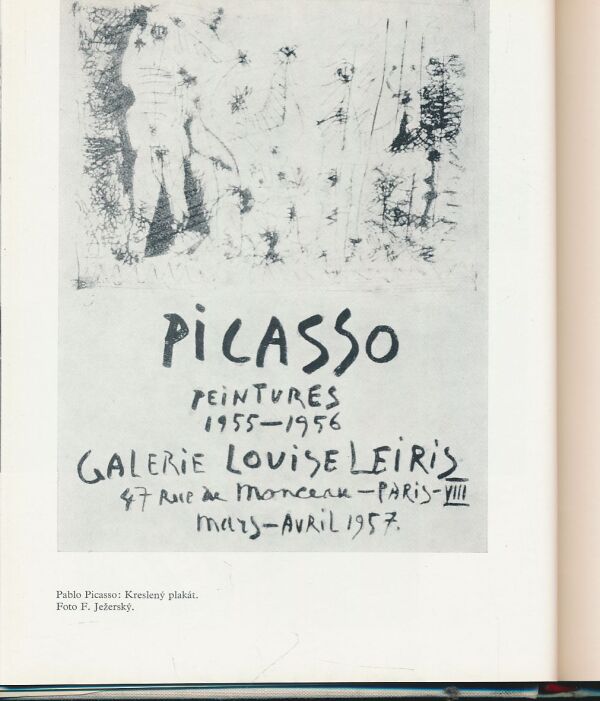 PiCASSO
PEiNTURES
1955—1956
GALERiE LOUiSE LEiRiS
47 Rue de Monceau—PARiS—VIII
Mars—AVRiL 1957.
Pablo Picasso: Kreslený plakát.
Foto F. Ježerský.